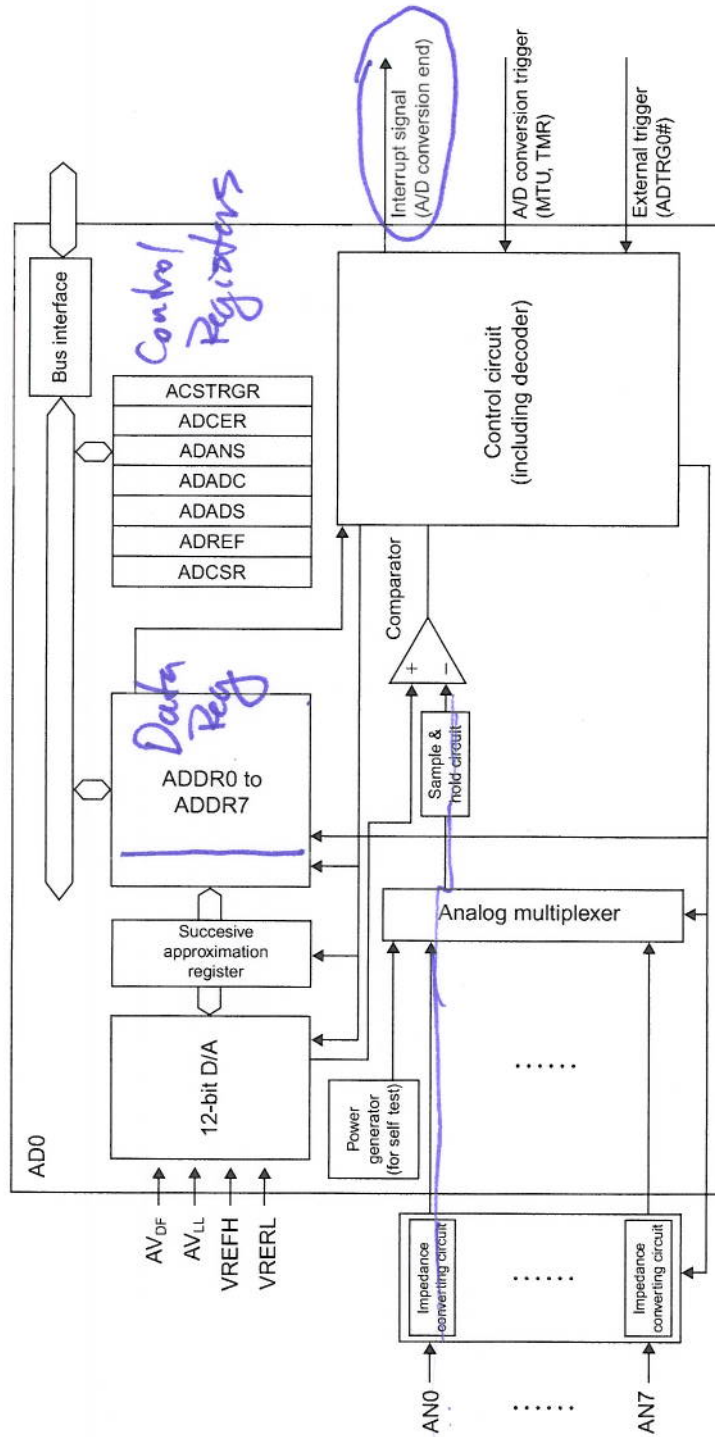 AD0
Bus interface
Control
Registers
ACSTRGR
ADCER
ADANS
ADADC
ADADS
ADREF
ADCSR
Data
Reg
ADDR0 to
ADDR7
Succesive
approximation
register
12-bit D/A
AVDF
AVLL
VREFH
VRERL
Interrupt signal
(A/D conversion end)
A/D conversion trigger
(MTU, TMR)
External trigger
(ADTRG0#)
Control circuit
(including decoder)
Comparator
+
−
Sample &
hold circuit
Analog multiplexer
Power
generator
(for self test)
......
Impedance
converting circuit
......
Impedance
converting circuit
AN0
......
AN7